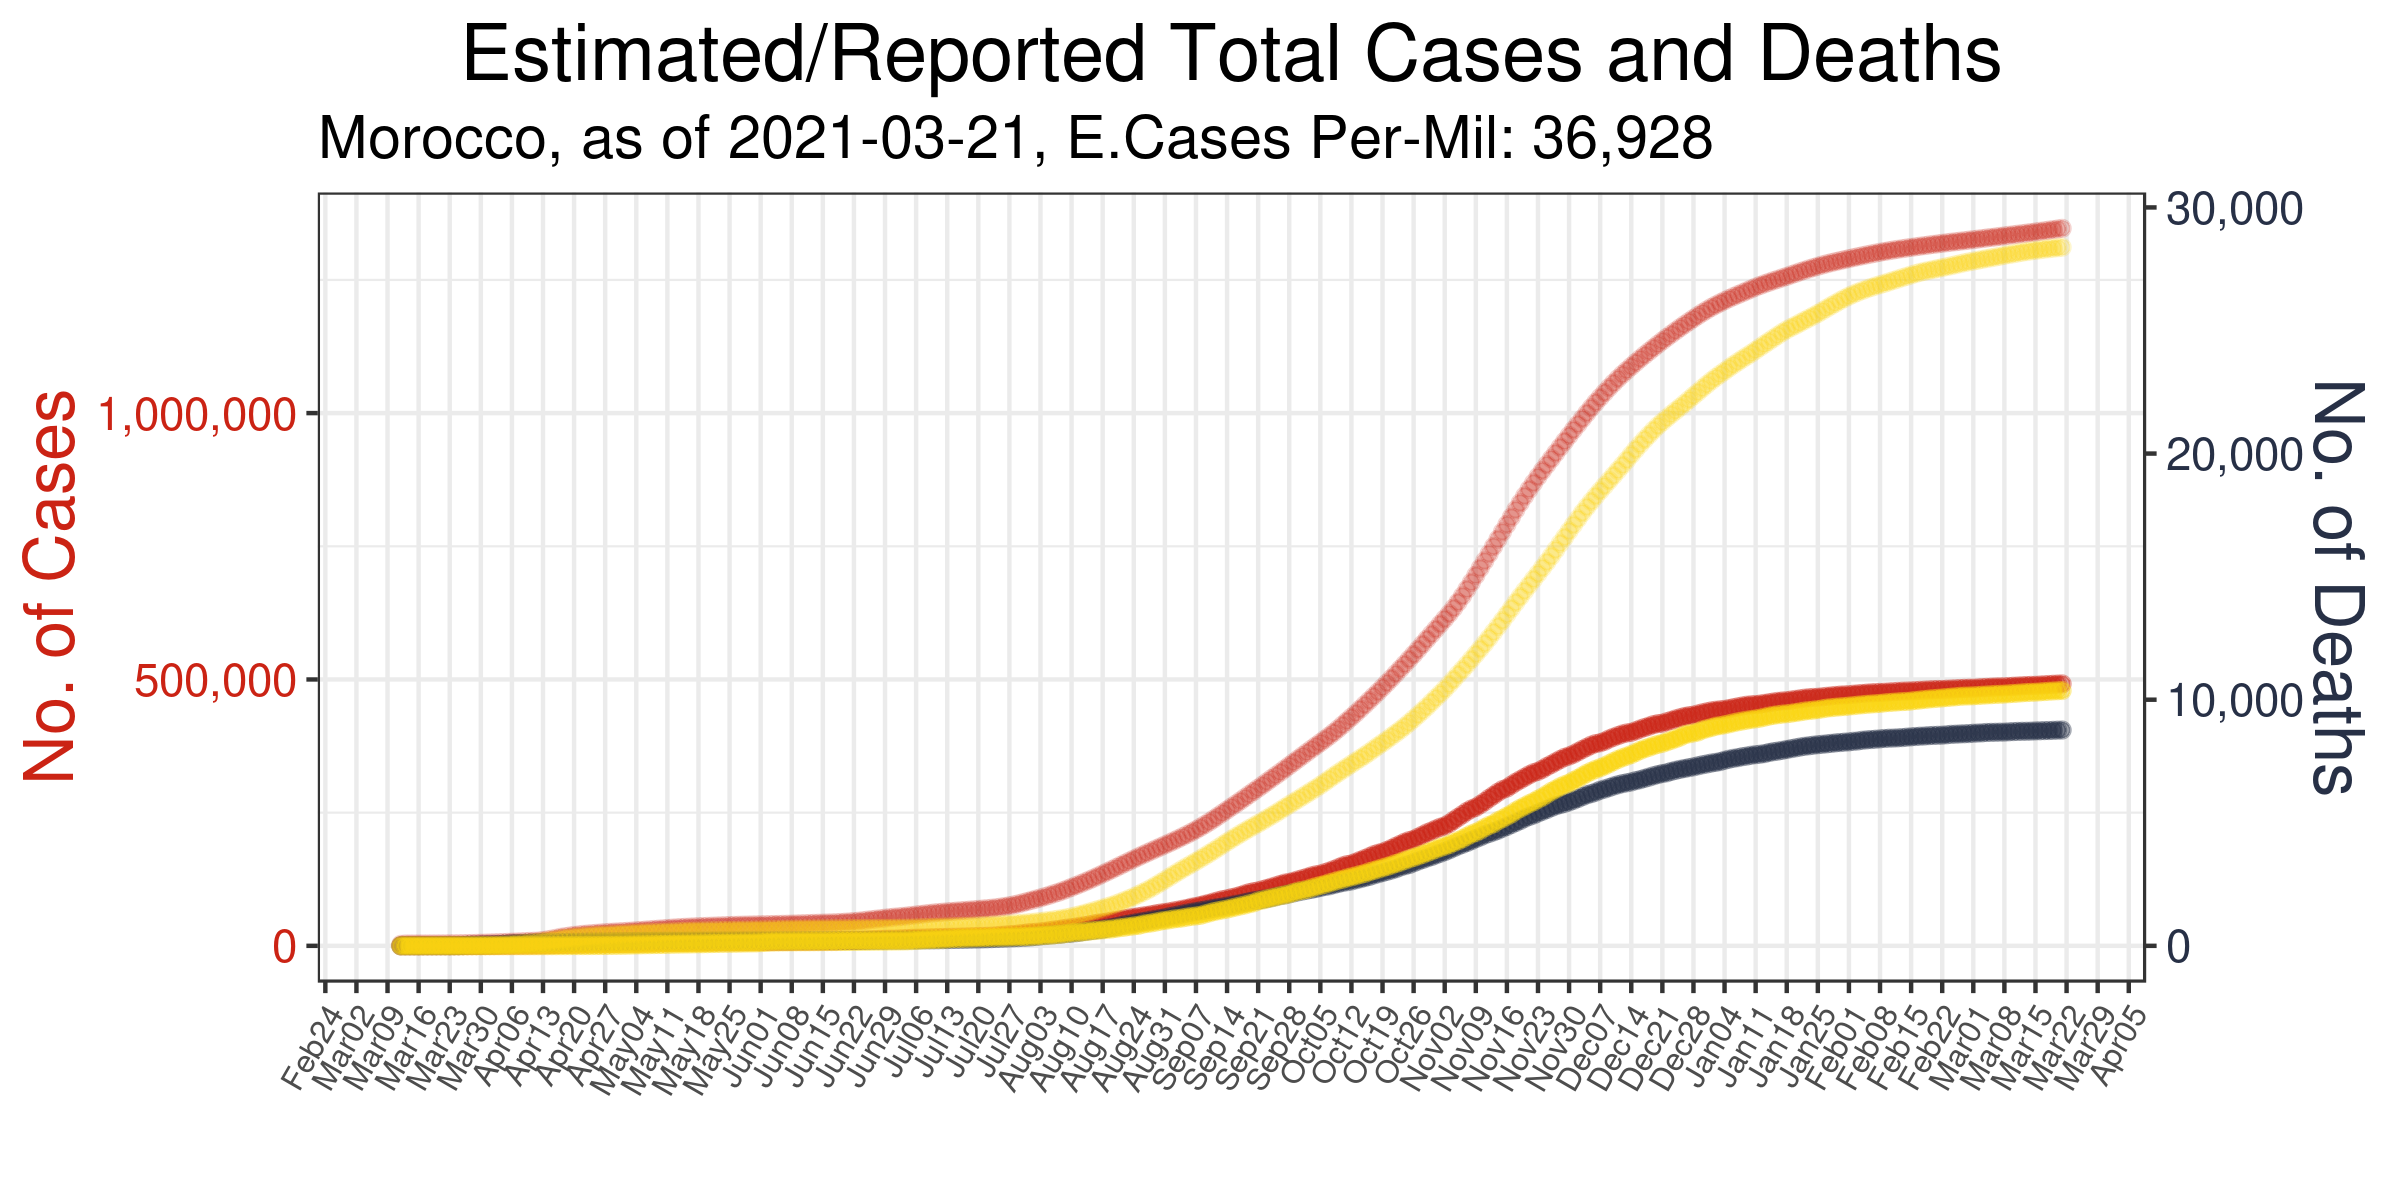 Estimated/Reported Total Cases and Deaths
Morocco, as of 2021-03-21, E.Cases Per-Mil: 36,928
No. of Cases
1,000,000
500,000
0
30,000
20,000
10,000
0
No. of Deaths
Feb24
Mar02
Mar09
Mar16
Mar23
Mar30
Apr06
Apr13
Apr20
Apr27
May04
May11
May18
May25
Jun01
Jun08
Jun15
Jun22
Jun29
Jul06
Jul13
Jul20
Jul27
Aug03
Aug10
Aug17
Aug24
Aug31
Sep07
Sep14
Sep21
Sep28
Oct05
Oct12
Oct19
Oct26
Nov02
Nov09
Nov16
Nov23
Nov30
Dec07
Dec14
Dec21
Dec28
Jan04
Jan11
Jan18
Jan25
Feb01
Feb08
Feb15
Feb22
Mar01
Mar08
Mar15
Mar22
Mar29
Apr05